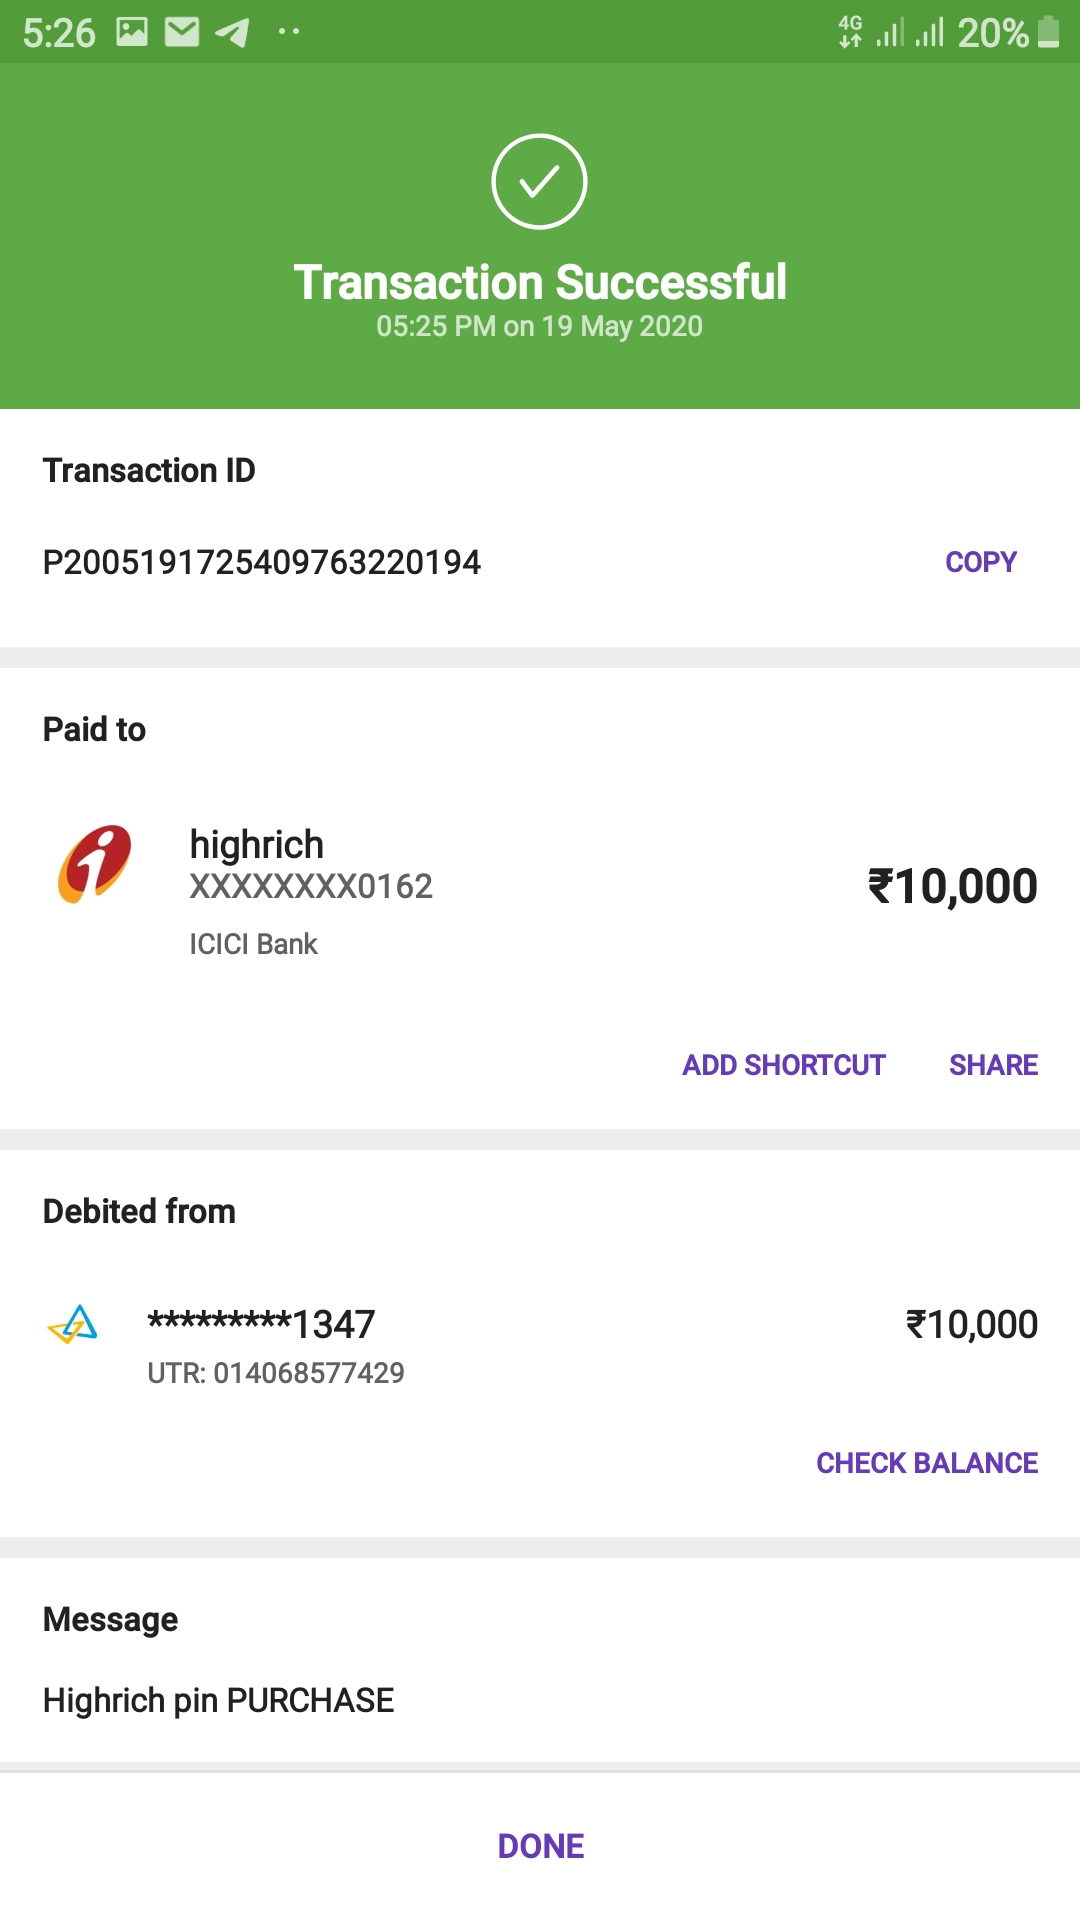 5:26
4G
20%
Transaction Successful
05:25 PM on 19 May 2020
Transaction ID
P2005191725409763220194
COPY
Paid to
highrich
XXXXXXXX0162
₹10,000
ICICI Bank
ADD SHORTCUT
SHARE
Debited from
*********1347
₹10,000
UTR: 014068577429
CHECK BALANCE
Message
Highrich pin PURCHASE
DONE